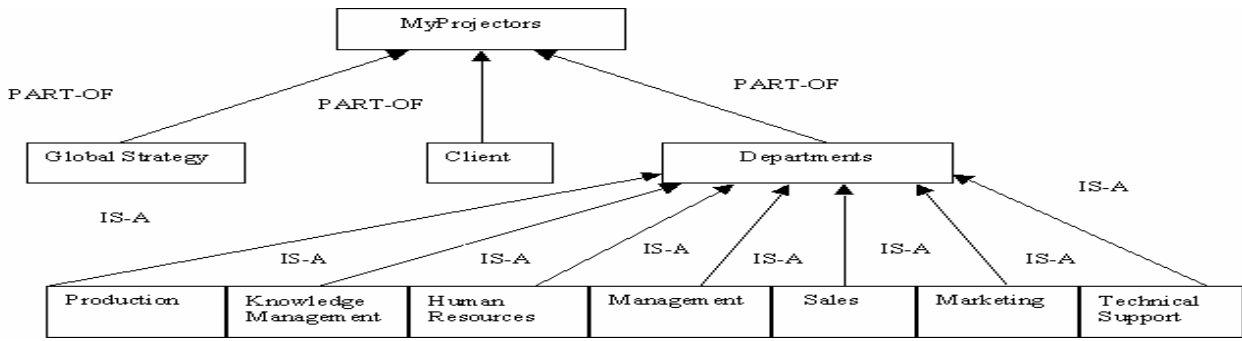 MyProjectors
PART-OF
PART-OF
PART-OF
Global Strategy
Client
Departments
IS-A
IS-A
IS-A
IS-A
IS-A
IS-A
IS-A
Production
Knowledge
Management
Human
Resources
Management
Sales
Marketing
Technical
Support